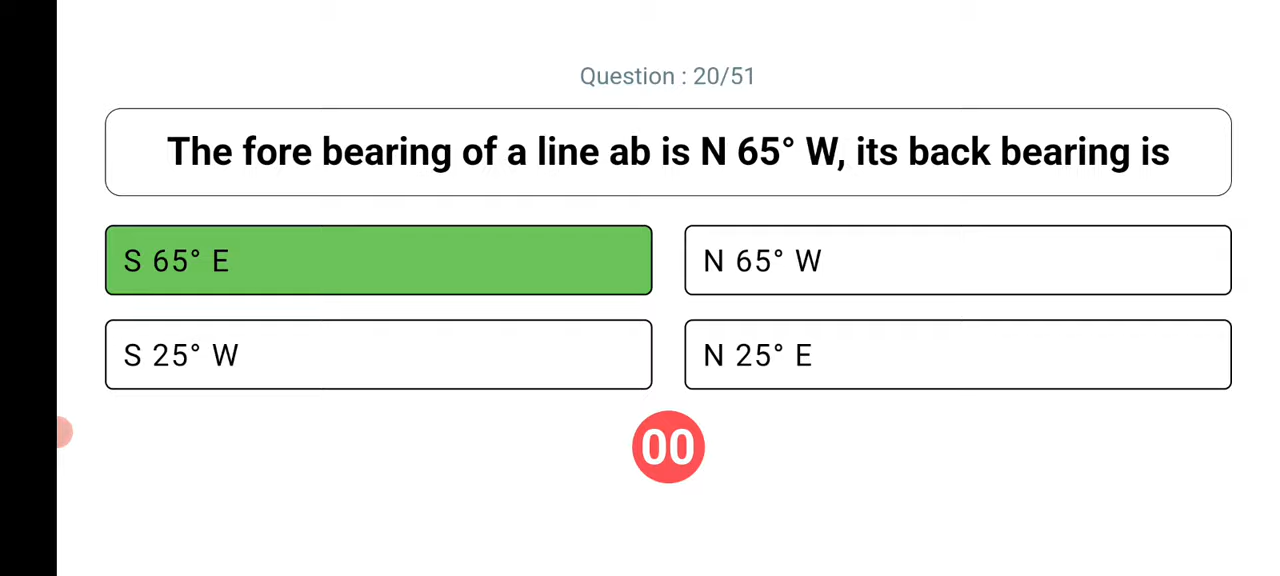 Question : 20/51
The fore bearing of a line ab is N 65° W, its back bearing is
S 65° E
N 65° W
S 25° W
N 25° E
00